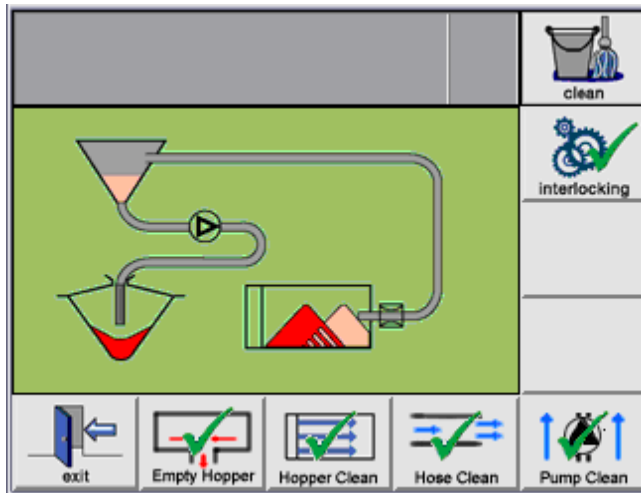 clean
interlocking
exit
Empty Hopper
Hopper Clean
Hose Clean
Pump Clean